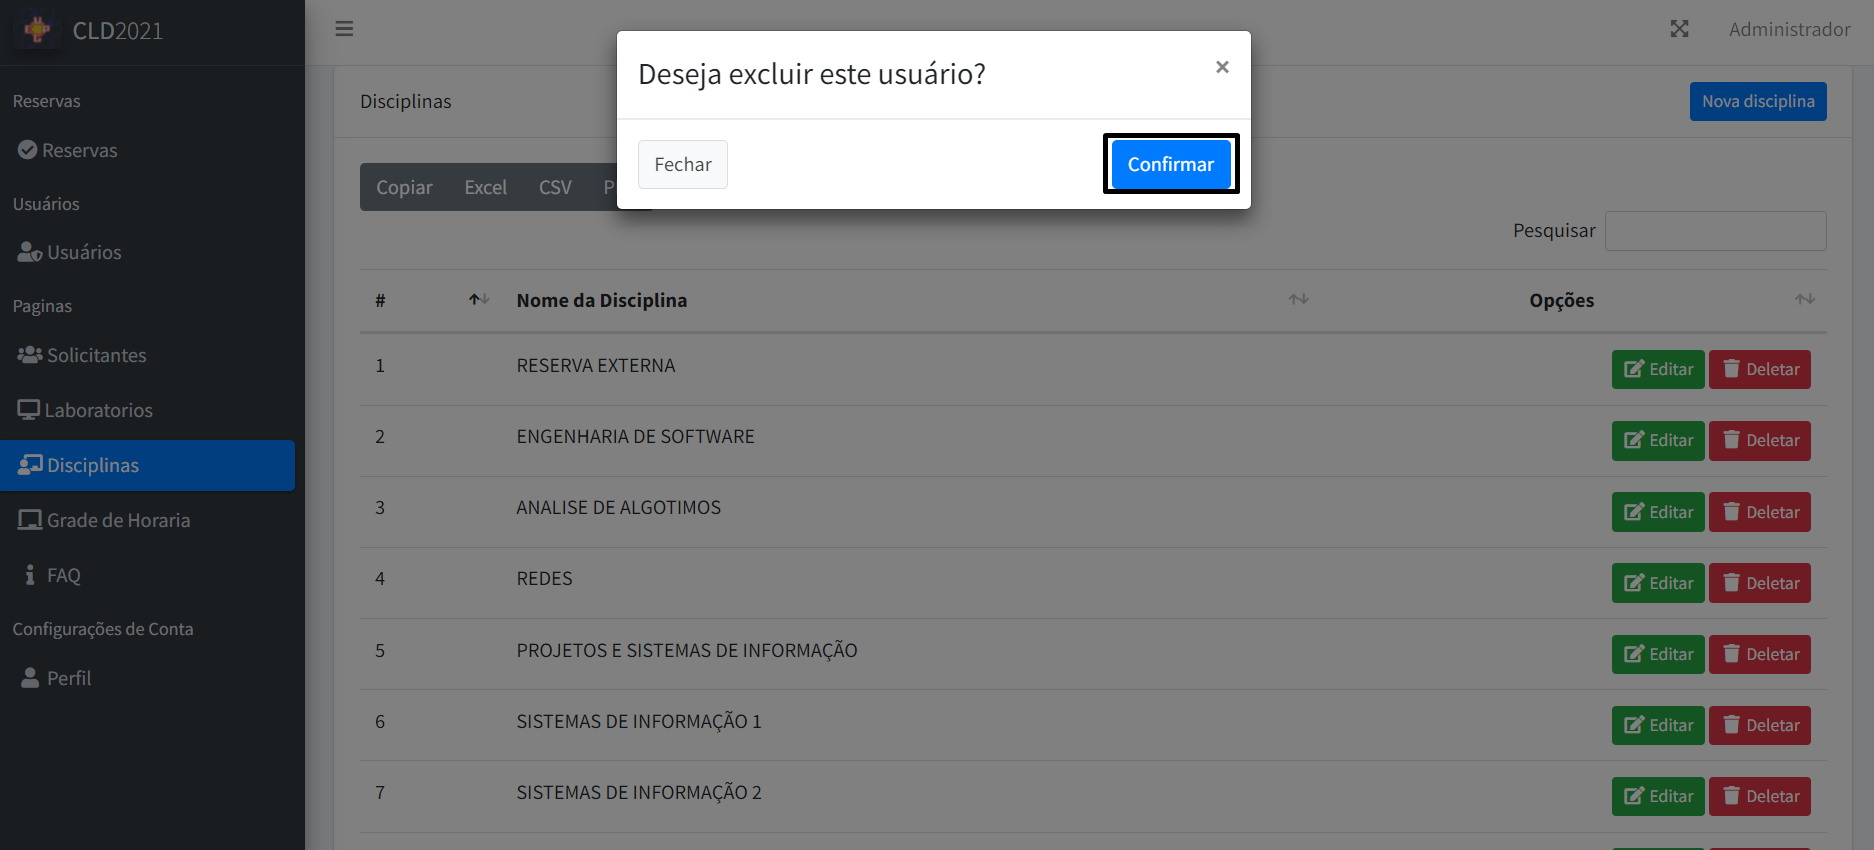 CLD2021
Administrador
Reservas
Reservas
Usuários
Usuários
Paginas
Solicitantes
Laboratorios
Disciplinas
Grade de Horaria
FAQ
Configurações de Conta
Perfil
Deseja excluir este usuário?
×
Fechar
Confirmar
Disciplinas
Nova disciplina
Copiar Excel CSV P
Pesquisar
# Nome da Disciplina Opções
1 RESERVA EXTERNA Editar Deletar
2 ENGENHARIA DE SOFTWARE Editar Deletar
3 ANALISE DE ALGOTIMOS Editar Deletar
4 REDES Editar Deletar
5 PROJETOS E SISTEMAS DE INFORMAÇÃO Editar Deletar
6 SISTEMAS DE INFORMAÇÃO 1 Editar Deletar
7 SISTEMAS DE INFORMAÇÃO 2 Editar Deletar